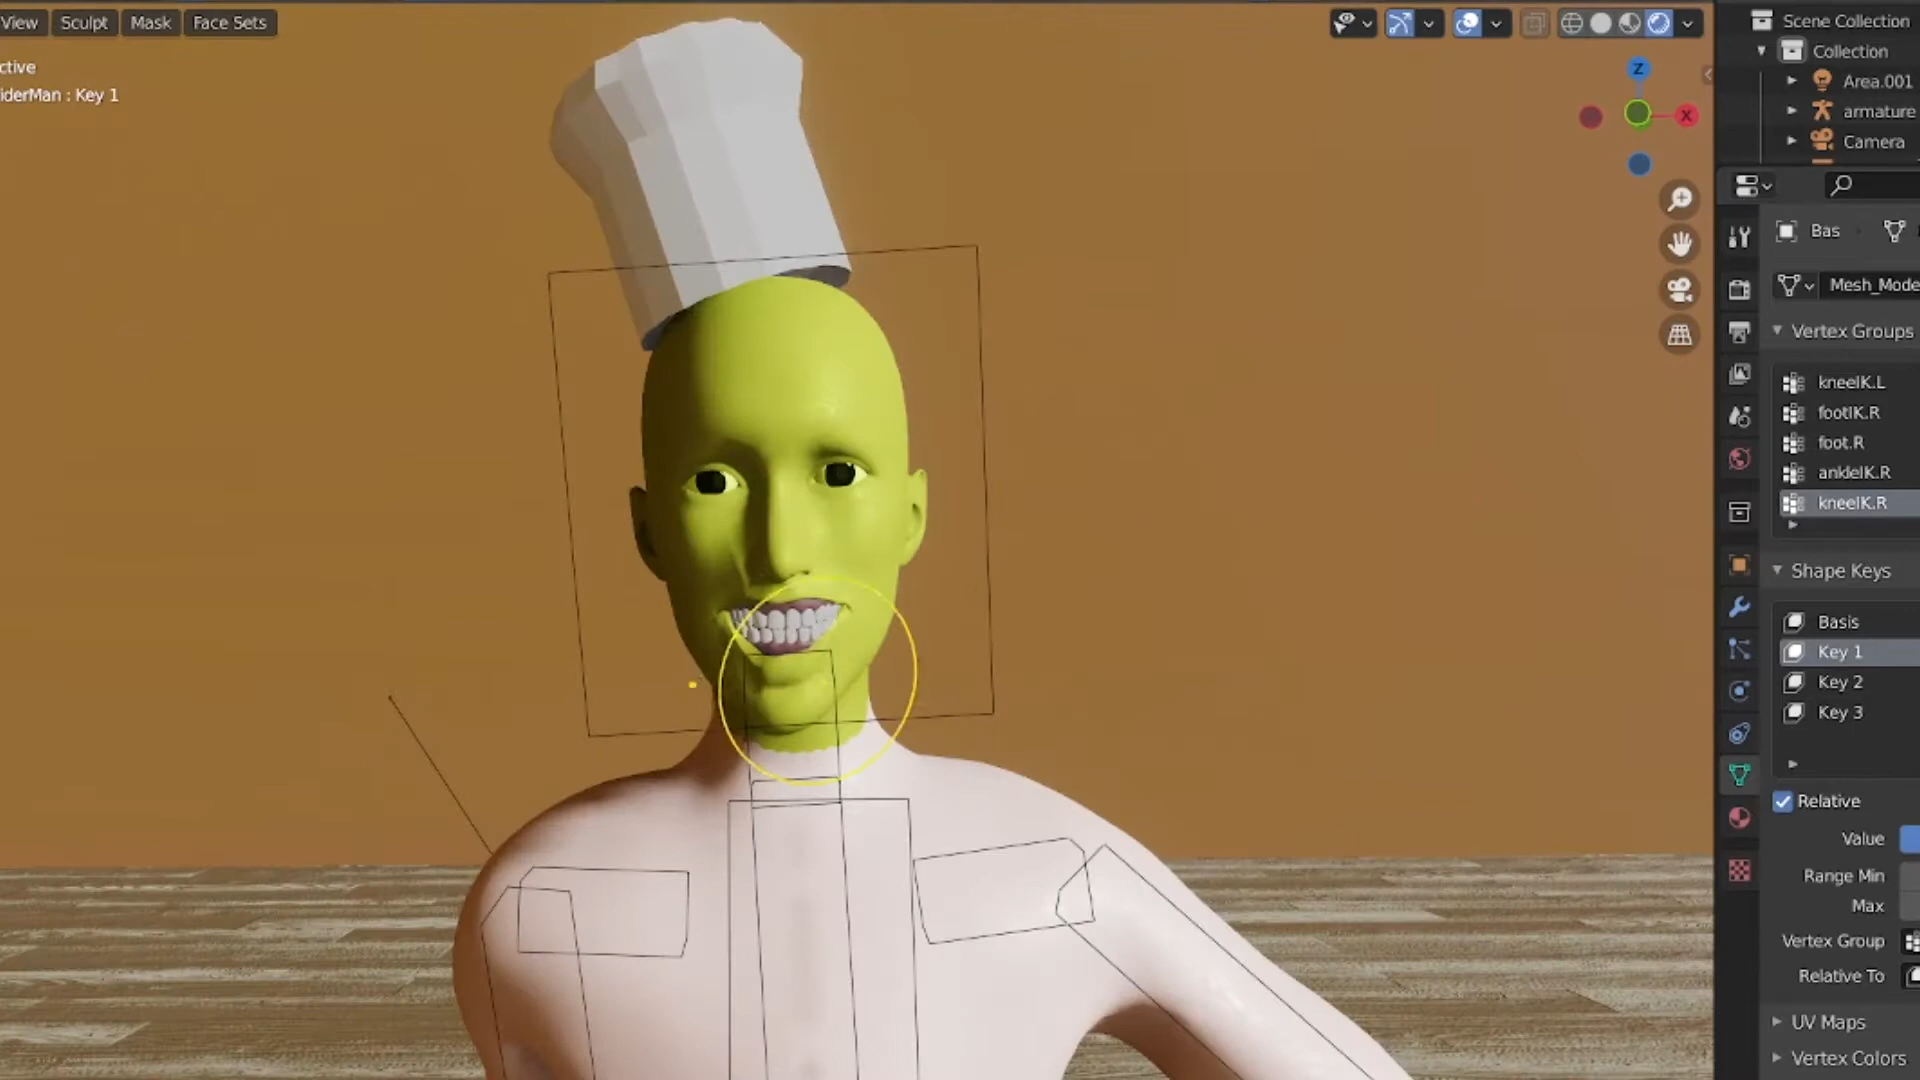 View Sculpt Mask Face Sets
ctive
iderMan : Key 1
Z
X
Scene Collection
Collection
Area.001
armature
Camera
Bas
Mesh_Mode
Vertex Groups
kneeIK.L
footIK.R
foot.R
ankleIK.R
kneeIK.R
Shape Keys
Basis
Key 1
Key 2
Key 3
Relative
Value
Range Min
Max
Vertex Group
Relative To
UV Maps
Vertex Colors